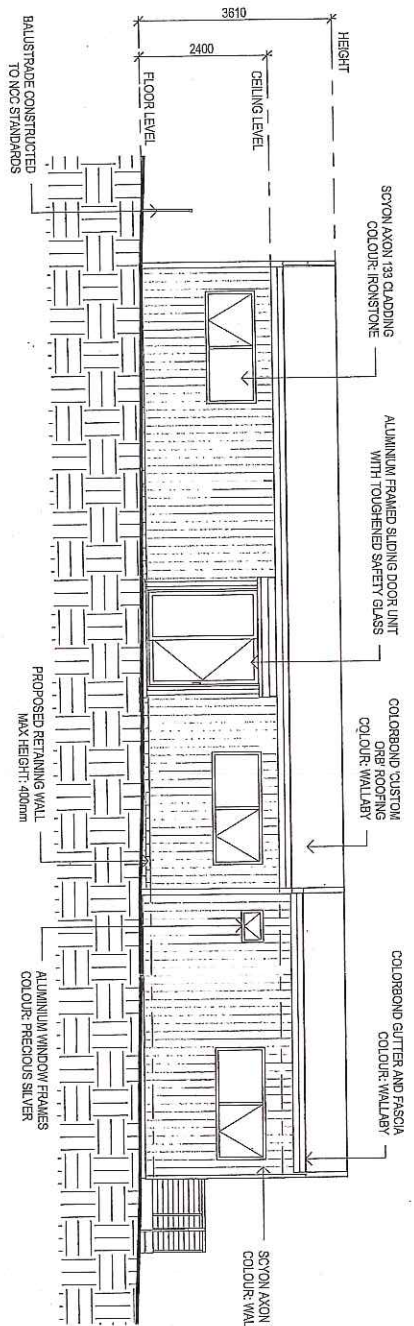 3610
2400
HEIGHT
CEILING LEVEL
FLOOR LEVEL
BALUSTRADE CONSTRUCTED
TO NCC STANDARDS
SCYON AXON 133 CLADDING
COLOUR: IRONSTONE
ALUMINIUM FRAMED SLIDING DOOR UNIT
WITH TOUGHENED SAFETY GLASS
PROPOSED RETAINING WALL
MAX HEIGHT: 400mm
COLORBOND 'CUSTOM
ORB' ROOFING
COLOUR: WALLABY
ALUMINIUM WINDOW FRAMES
COLOUR: PRECIOUS SILVER
COLORBOND GUTTER AND FASCIA
COLOUR: WALLABY
SCYON AXON
COLOUR: WAL